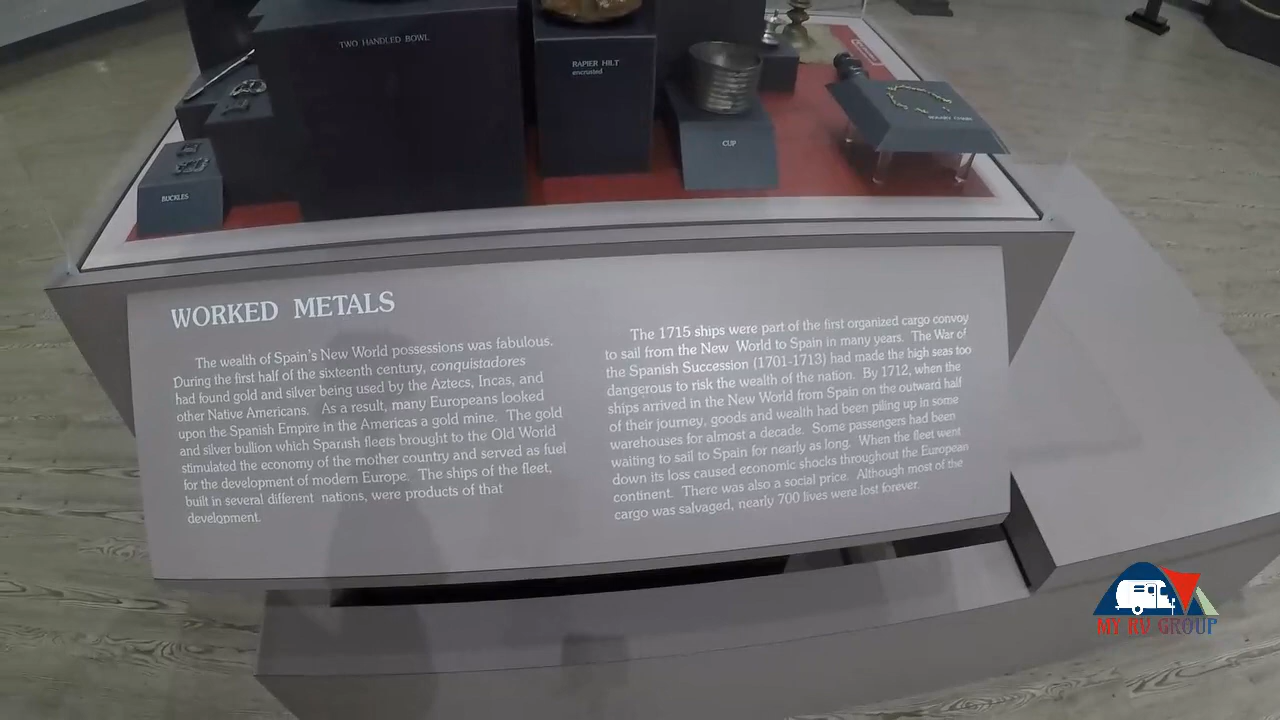 TWO HANDLED BOWL
RAPIER HILT
encrusted
CUP
BUCKLES
WORKED METALS
The wealth of Spain's New World possessions was fabulous.
During the first half of the sixteenth century, conquistadores
had found gold and silver being used by the Aztecs, Incas, and
other Native Americans. As a result, many Europeans looked
upon the Spanish Empire in the Americas a gold mine. The gold
and silver bullion which Spanish fleets brought to the Old World
stimulated the economy of the mother country and served as fuel
for the development of modern Europe. The ships of the fleet,
built in several different nations, were products of that
development.
The 1715 ships were part of the first organized cargo convoy
to sail from the New World to Spain in many years. The War of
the Spanish Succession (1701-1713) had made the high seas too
dangerous to risk the wealth of the nation. By 1712, when the
ships arrived in the New World from Spain on the outward half
of their journey, goods and wealth had been piling up in some
warehouses for almost a decade. Some passengers had been
waiting to sail to Spain for nearly as long. When the fleet went
down its loss caused economic shocks throughout the European
continent. There was also a social price. Although most of the
cargo was salvaged, nearly 700 lives were lost forever.
MY RV GROUP